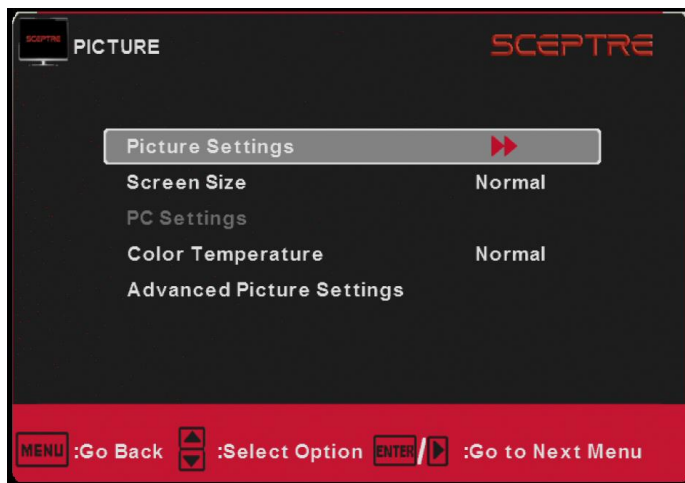 SCEPTRE PICTURE SCEPTRE
Picture Settings
Screen Size Normal
PC Settings
Color Temperature Normal
Advanced Picture Settings
MENU :Go Back :Select Option ENTER/ :Go to Next Menu